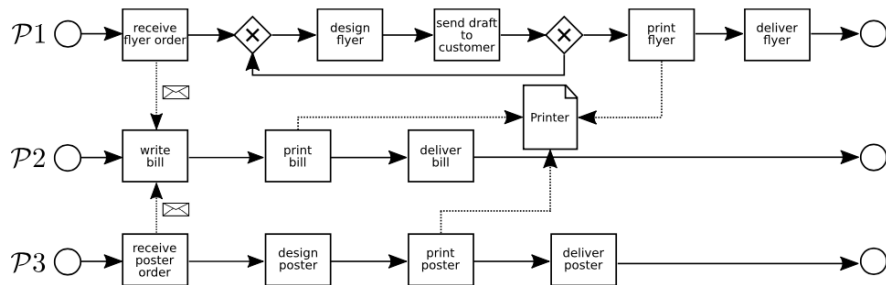 P1
receive
flyer order
design
flyer
send draft
to
customer
print
flyer
deliver
flyer
Printer
P2
write
bill
print
bill
deliver
bill
P3
receive
poster
order
design
poster
print
poster
deliver
poster